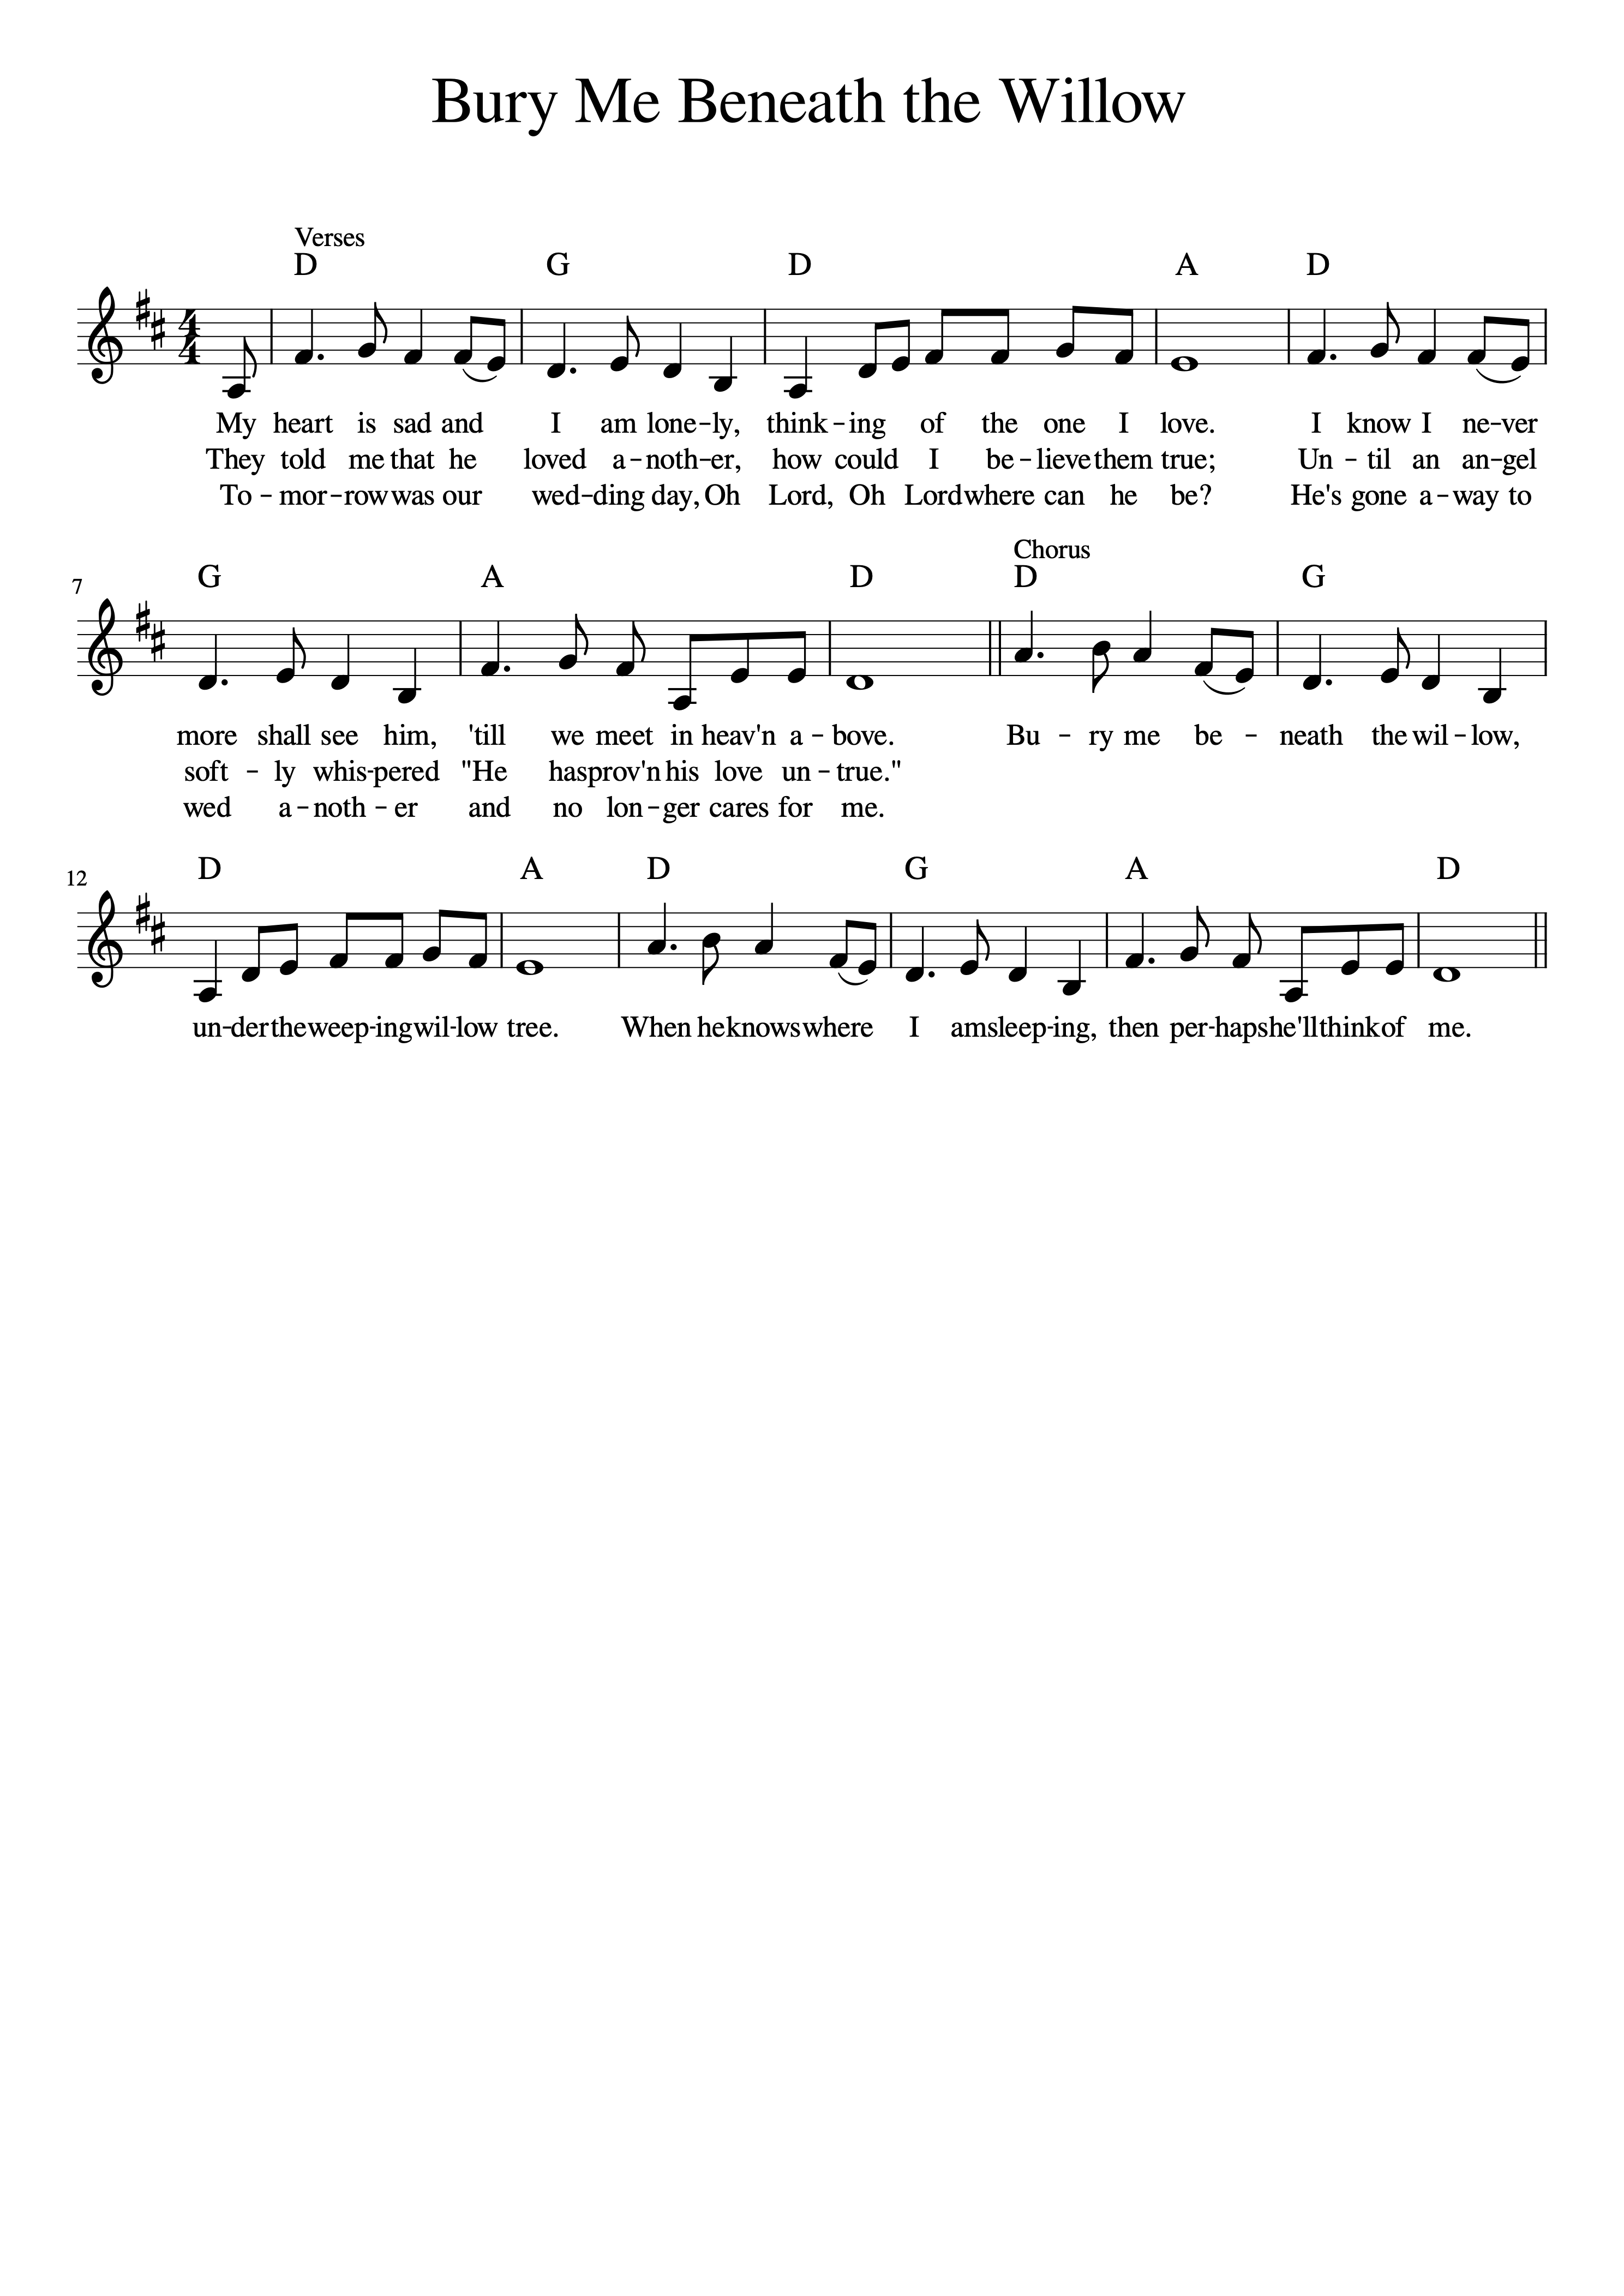 Bury Me Beneath the Willow
Verses
D G D A D
4
4
My heart is sad and I am lone-ly, think-ing of the one I love. I know I ne-ver
They told me that he loved a-noth-er, how could I be-lieve them true; Un-til an an-gel
To-mor-row was our wed-ding day, Oh Lord, Oh Lord where can he be? He's gone a-way to
Chorus
7 G A D D G
more shall see him, 'till we meet in heav'n a-bove. Bu-ry me be-neath the wil-low,
soft-ly whis-pered "He has prov'n his love un-true."
wed a-noth-er and no lon-ger cares for me.
12 D A D G A D
un-der the weep-ing wil-low tree. When he knows where I am sleep-ing, then per-haps he'll think of me.